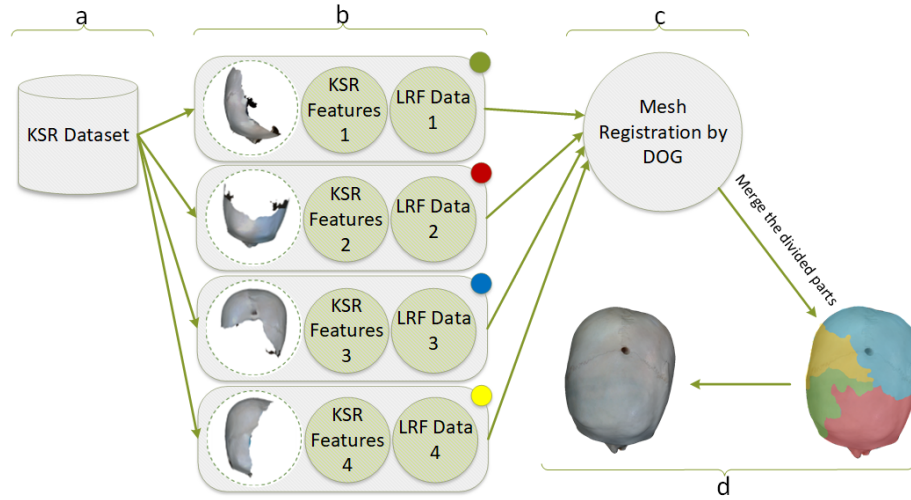 a
b
c
KSR Dataset
KSR
Features
1
LRF Data
1
KSR
Features
2
LRF Data
2
KSR
Features
3
LRF Data
3
KSR
Features
4
LRF Data
4
Mesh
Registration by
DOG
Merge the divided parts
d